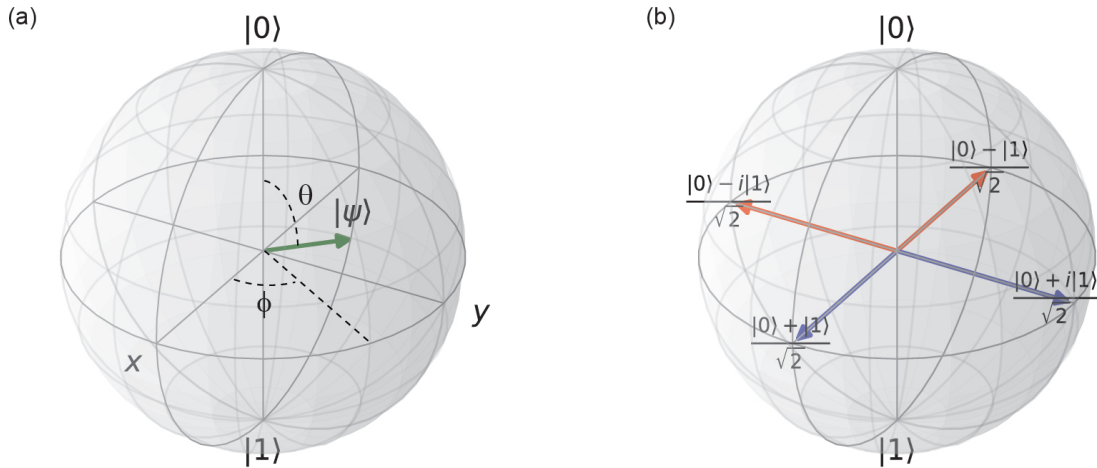 (a)
|0⟩
θ
|ψ⟩
ϕ
x
y
|1⟩
(b)
|0⟩
|0⟩ − |1⟩
√2
|0⟩ − i|1⟩
√2
|0⟩ + i|1⟩
√2
|0⟩ + |1⟩
√2
|1⟩